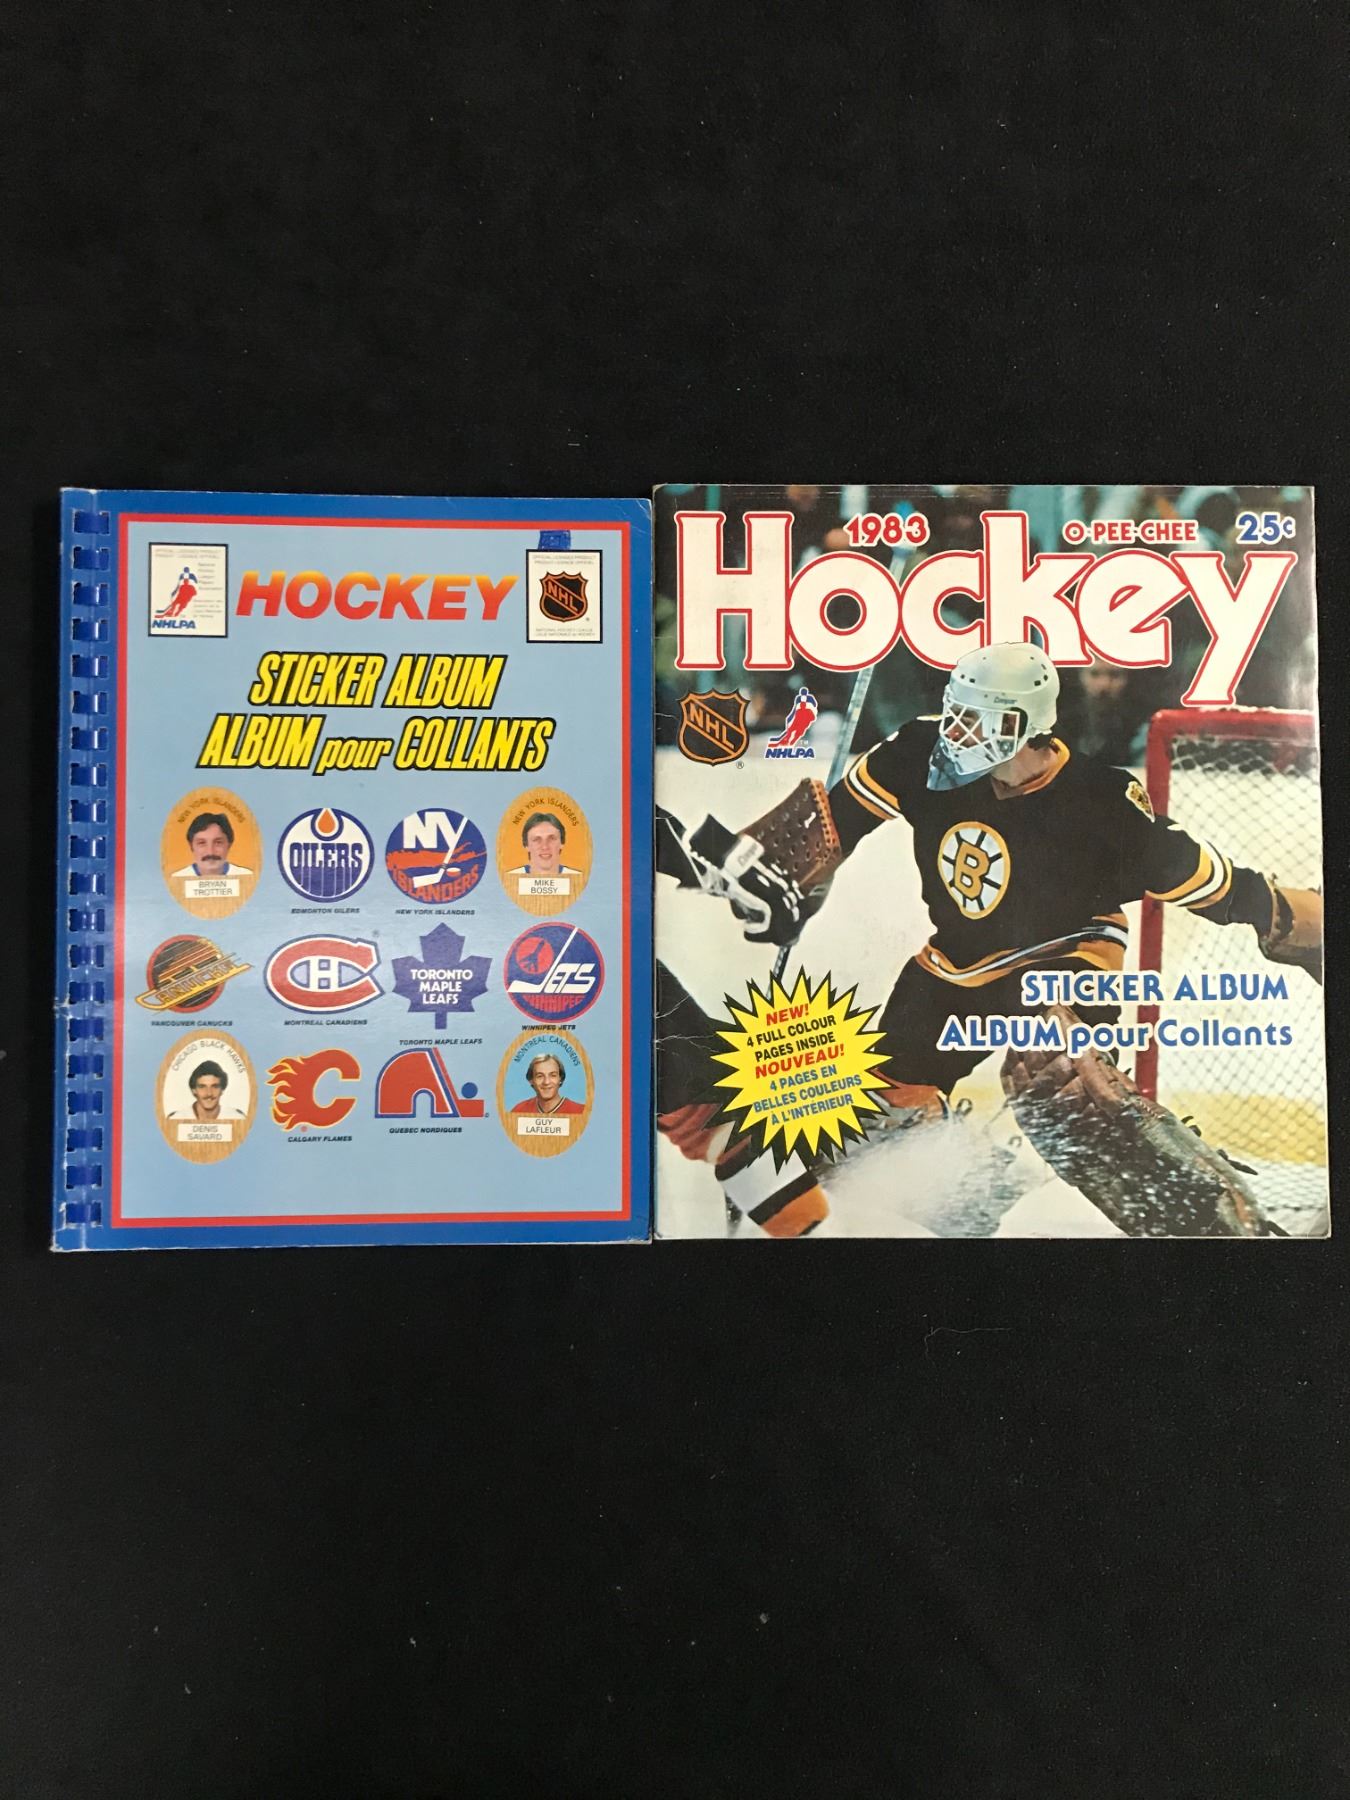 NHLPA
HOCKEY
NHL
STICKER ALBUM
ALBUM pour COLLANTS
NEW YORK ISLANDERS
BRYAN
TROTTIER
OILERS
EDMONTON OILERS
NY
ISLANDERS
NEW YORK ISLANDERS
NEW YORK ISLANDERS
MIKE
BOSSY
CANUCKS
VANCOUVER CANUCKS
CH
MONTREAL CANADIENS
TORONTO
MAPLE
LEAFS
TORONTO MAPLE LEAFS
JETS
WINNIPEG
WINNIPEG JETS
CHICAGO BLACK HAWKS
DENIS
SAVARD
C
CALGARY FLAMES
QUEBEC NORDIQUES
MONTREAL CANADIENS
GUY
LAFLEUR
1983
O-PEE-CHEE
25¢
Hockey
NHL
NHLPA
Cooper
B
STICKER ALBUM
ALBUM pour Collants
NEW!
4 FULL COLOUR
PAGES INSIDE
NOUVEAU!
4 PAGES EN
BELLES COULEURS
À L'INTÉRIEUR